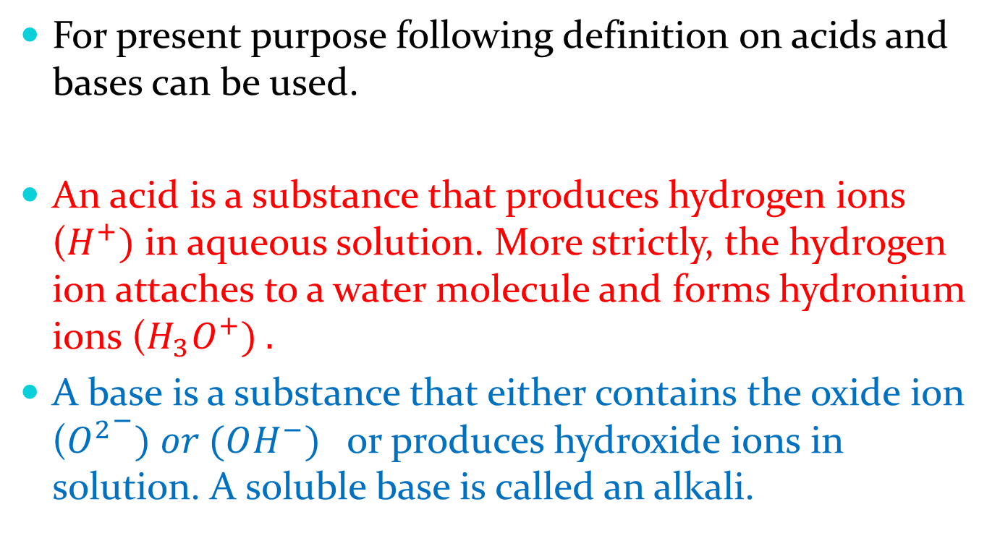 • For present purpose following definition on acids and
bases can be used.
• An acid is a substance that produces hydrogen ions
(H⁺) in aqueous solution. More strictly, the hydrogen
ion attaches to a water molecule and forms hydronium
ions (H₃O⁺) .
• A base is a substance that either contains the oxide ion
(O²⁻) or (OH⁻) or produces hydroxide ions in
solution. A soluble base is called an alkali.